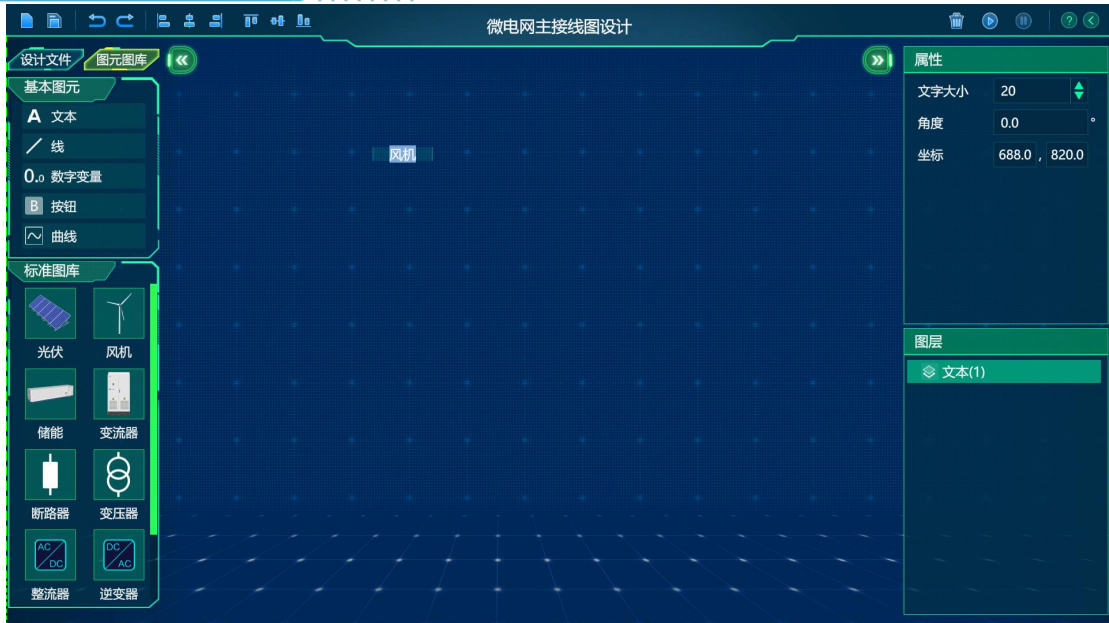 微电网主接线图设计
?
设计文件 图元图库
基本图元
A 文本
线
0.0 数字变量
B 按钮
曲线
标准图库
光伏 风机
储能 变流器
断路器 变压器
AC DC DC AC
整流器 逆变器
风机
属性
文字大小 20
角度 0.0 °
坐标 688.0 , 820.0
图层
文本(1)